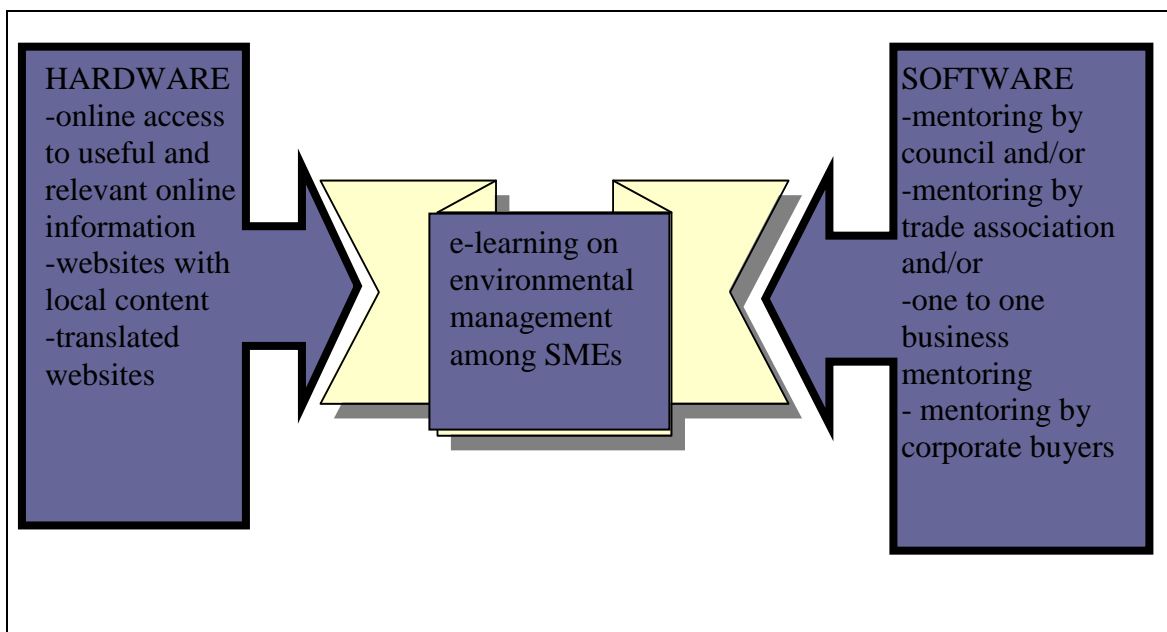 HARDWARE
-online access
to useful and
relevant online
information
-websites with
local content
-translated
websites
e-learning on
environmental
management
among SMEs
SOFTWARE
-mentoring by
council and/or
-mentoring by
trade association
and/or
-one to one
business
mentoring
- mentoring by
corporate buyers